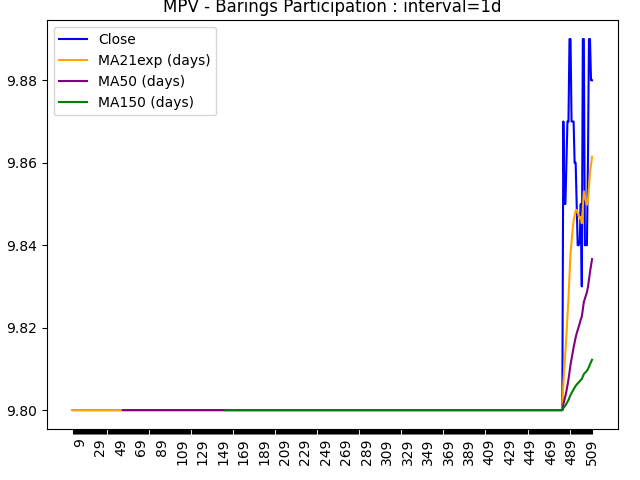 MPV - Barings Participation : interval=1d
Close
MA21exp (days)
MA50 (days)
MA150 (days)
9.88
9.86
9.84
9.82
9.80
9 29 49 69 89 109 129 149 169 189 209 229 249 269 289 309 329 349 369 389 409 429 449 469 489 509